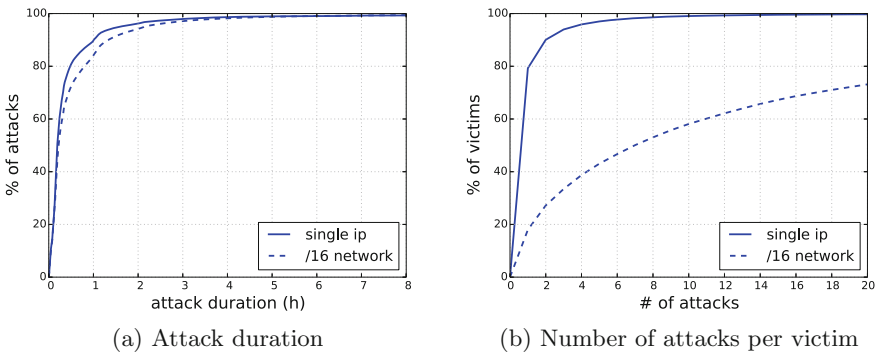 100
80
60
40
20
0
% of attacks
0 1 2 3 4 5 6 7 8
attack duration (h)
single ip
/16 network
(a) Attack duration
100
80
60
40
20
0
% of victims
0 2 4 6 8 10 12 14 16 18 20
# of attacks
single ip
/16 network
(b) Number of attacks per victim